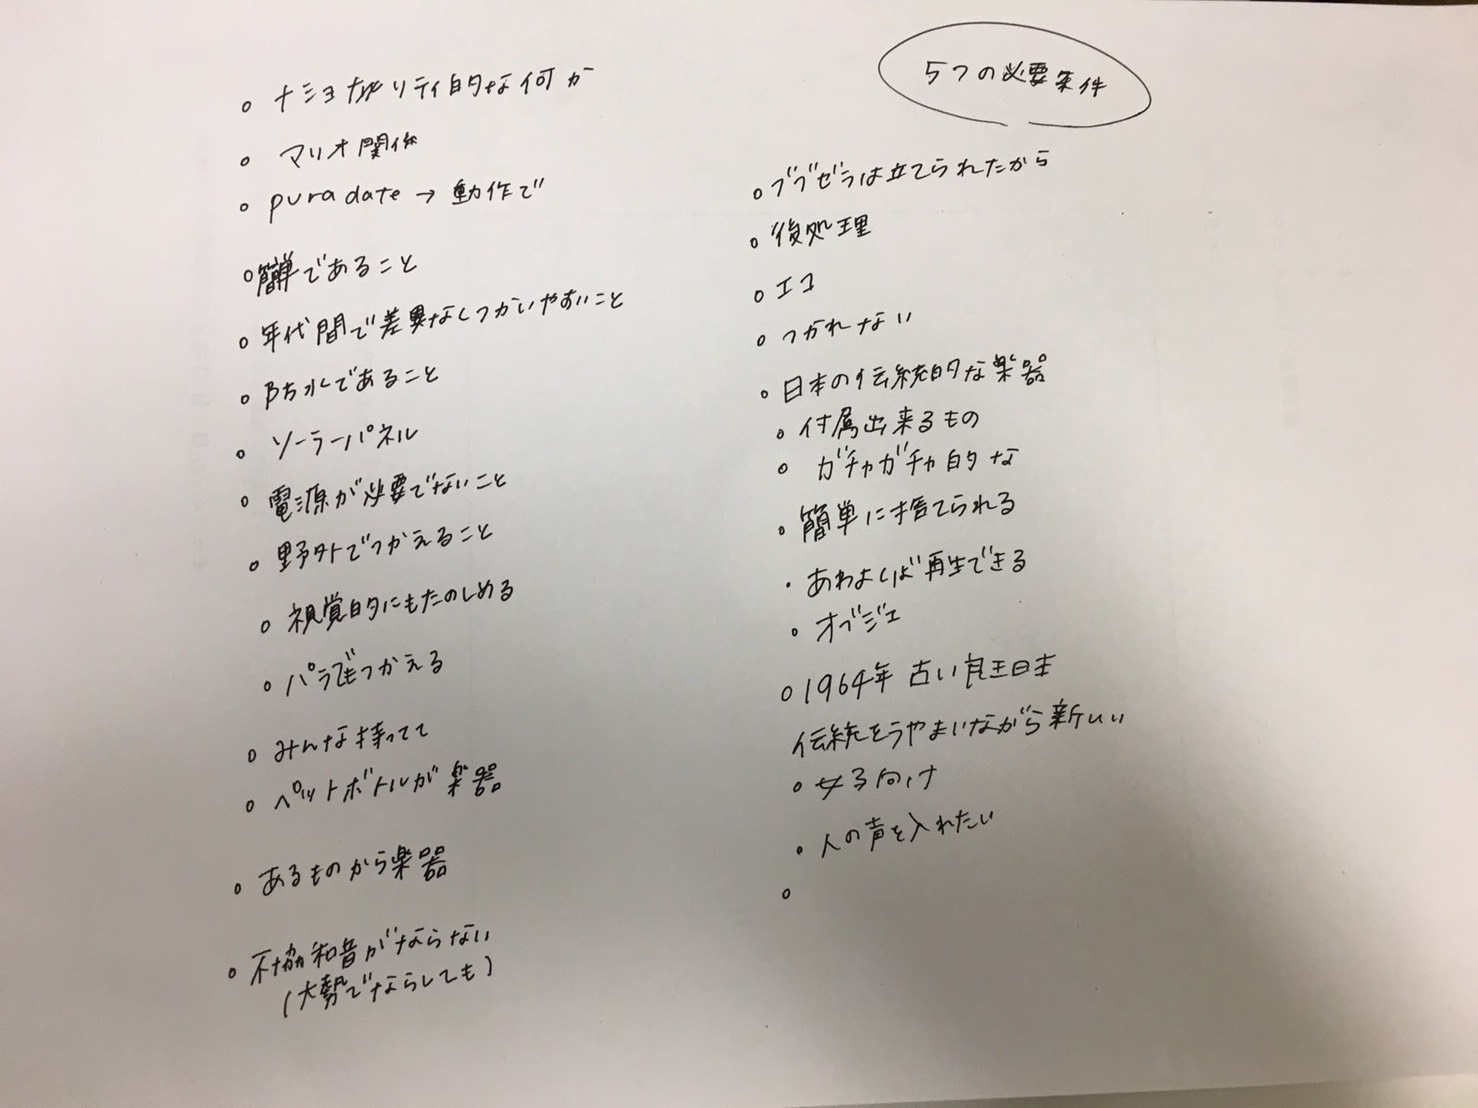 5つの必要条件
。ナショナリティ的な何か
。マリオ関係
。puradate→動作で
。簡単であること
。年代間で差異なくつかいやすいこと
。防水であること
。ソーラーパネル
。電源が必要でないこと
。野外でつかえること
。視覚的にもたのしめる
。パラでもつかえる
。みんな持ってて
。ペットボトルが楽器
。あるものから楽器
。不協和音がならない
(大勢でならしても)
。ブブゼラは立てられたから
。後処理
。エコ
。つかれない
。日本の伝統的な楽器
。付属出来るもの
。ガチャガチャ的な
。簡単に捨てられる
・あわよくば再生できる
。オブジェ
。1964年 古い
伝統をうやまいながら新しい
。女子向け
。人の声を入れたい
。